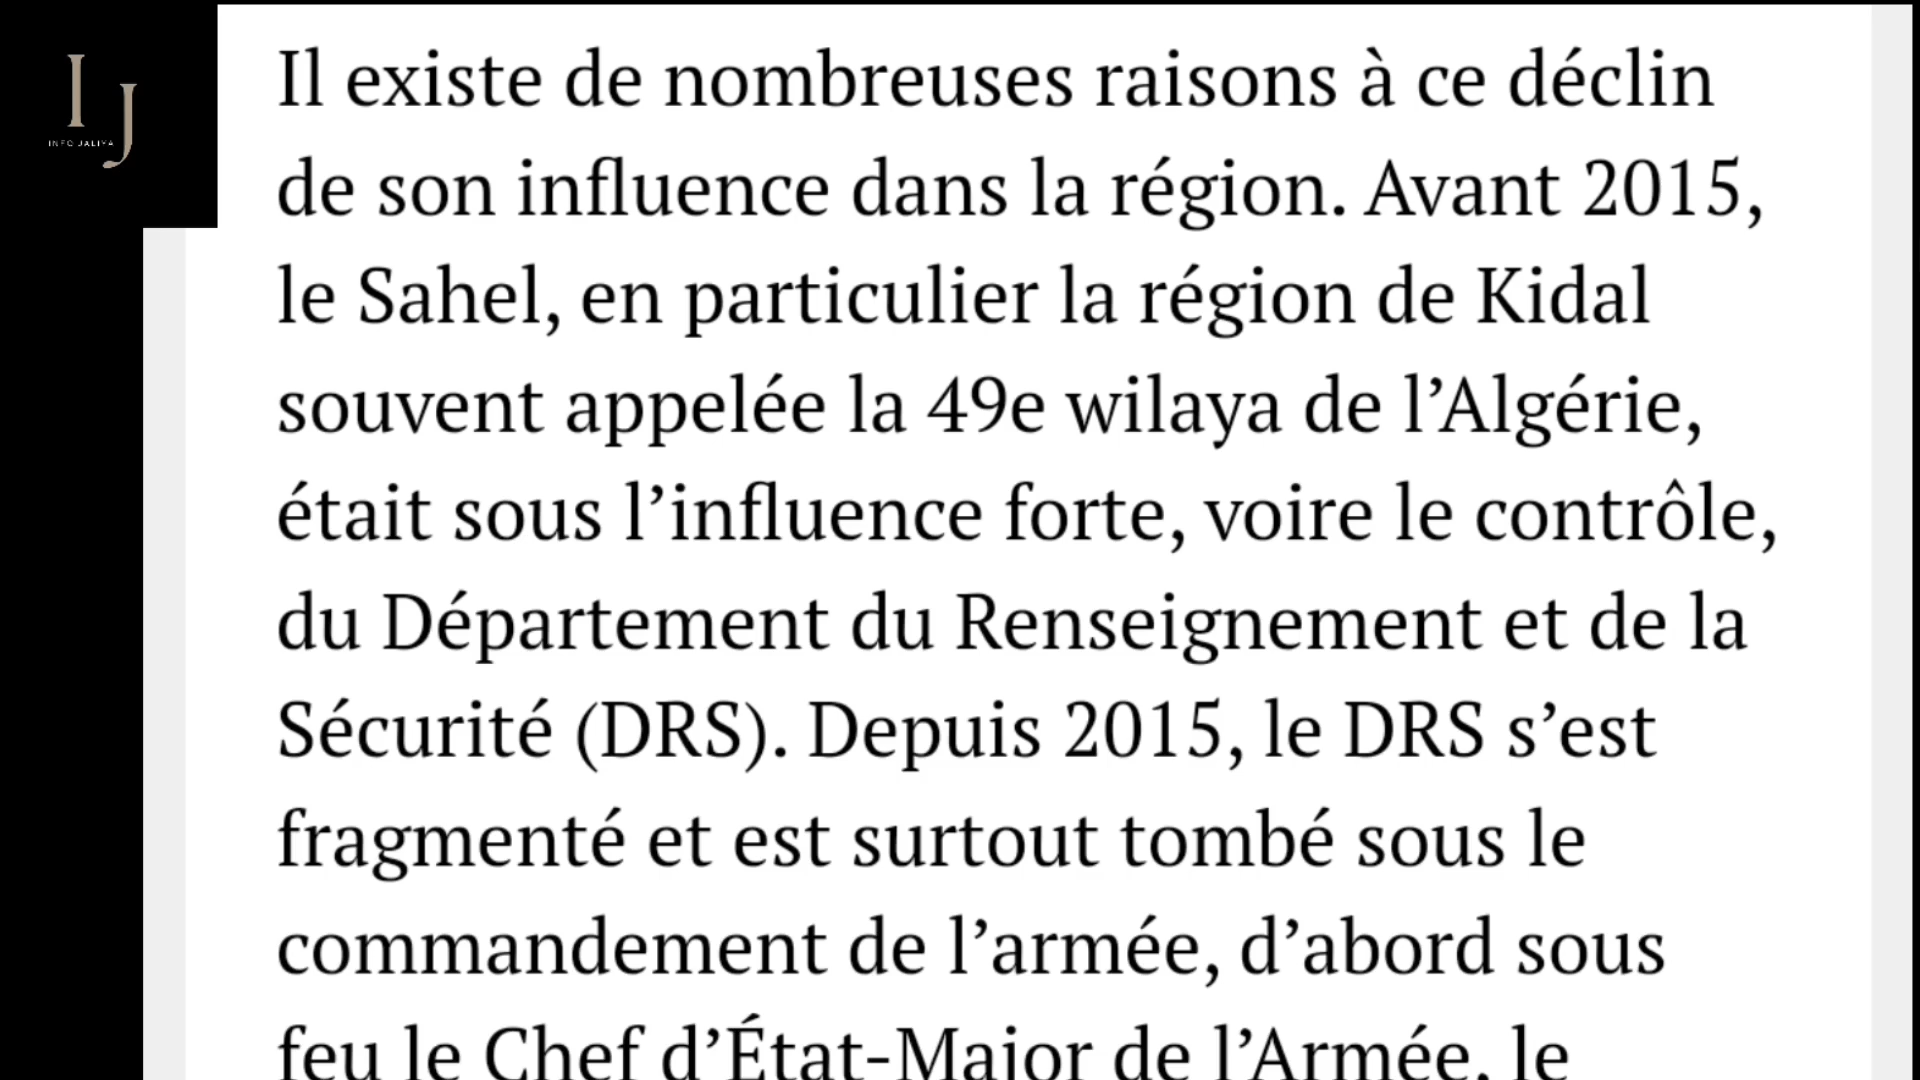 I J
INFO JALIYA
Il existe de nombreuses raisons à ce déclin
de son influence dans la région. Avant 2015,
le Sahel, en particulier la région de Kidal
souvent appelée la 49e wilaya de l’Algérie,
était sous l’influence forte, voire le contrôle,
du Département du Renseignement et de la
Sécurité (DRS). Depuis 2015, le DRS s’est
fragmenté et est surtout tombé sous le
commandement de l’armée, d’abord sous
feu le Chef d’État-Major de l’Armée, le